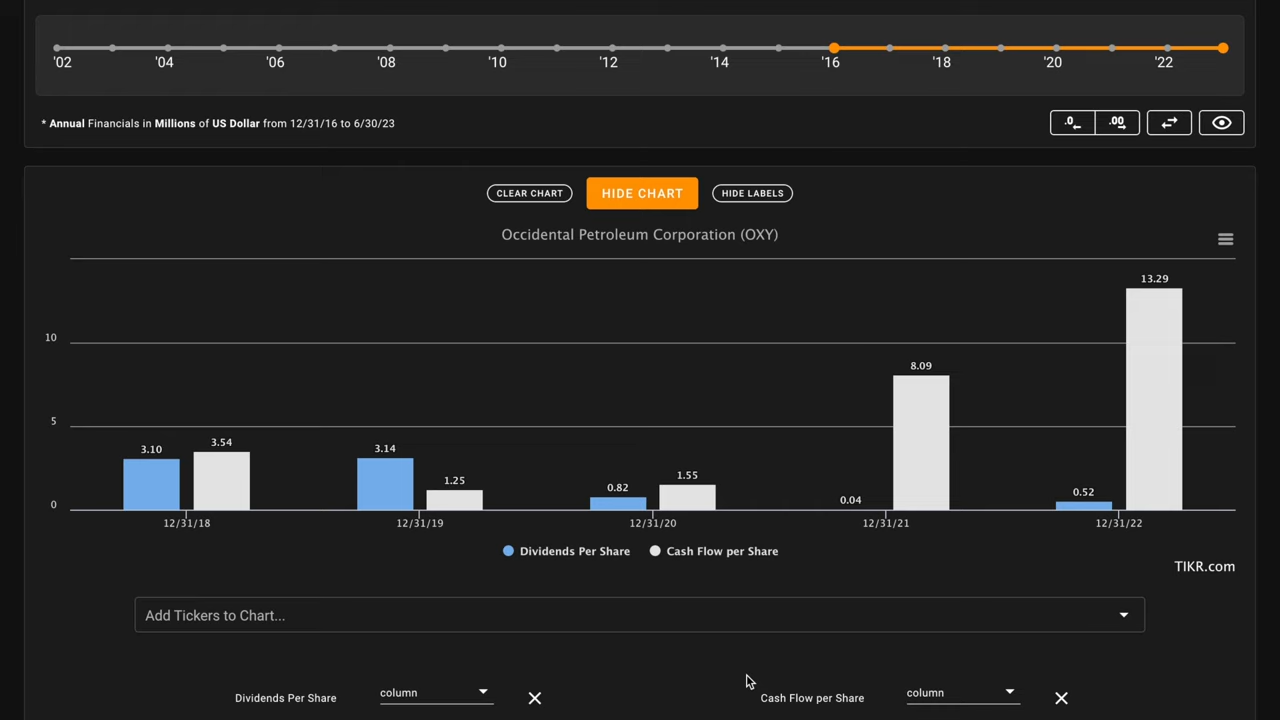 '02 '04 '06 '08 '10 '12 '14 '16 '18 '20 '22
* Annual Financials in Millions of US Dollar from 12/31/16 to 6/30/23
.0 .00
CLEAR CHART HIDE CHART HIDE LABELS
Occidental Petroleum Corporation (OXY)
13.29
10
8.09
5
3.10 3.54 3.14 1.25 0.82 1.55 0.04 0.52
0
12/31/18 12/31/19 12/31/20 12/31/21 12/31/22
Dividends Per Share Cash Flow per Share
TIKR.com
Add Tickers to Chart...
Dividends Per Share column Cash Flow per Share column